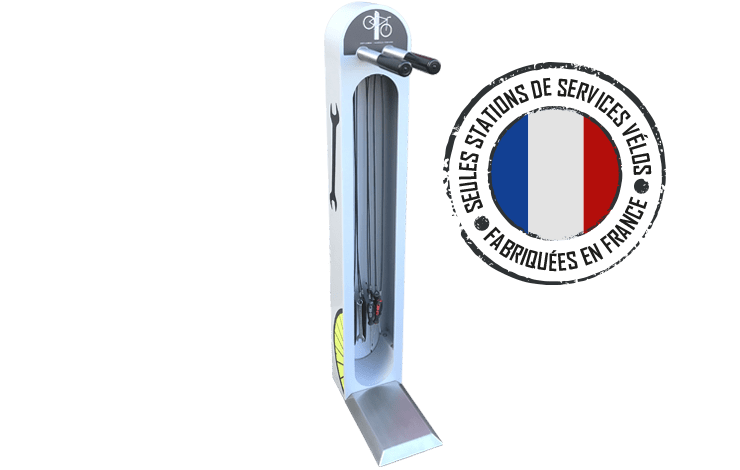 SEULES STATIONS DE SERVICES VÉLOS
FABRIQUÉES EN FRANCE